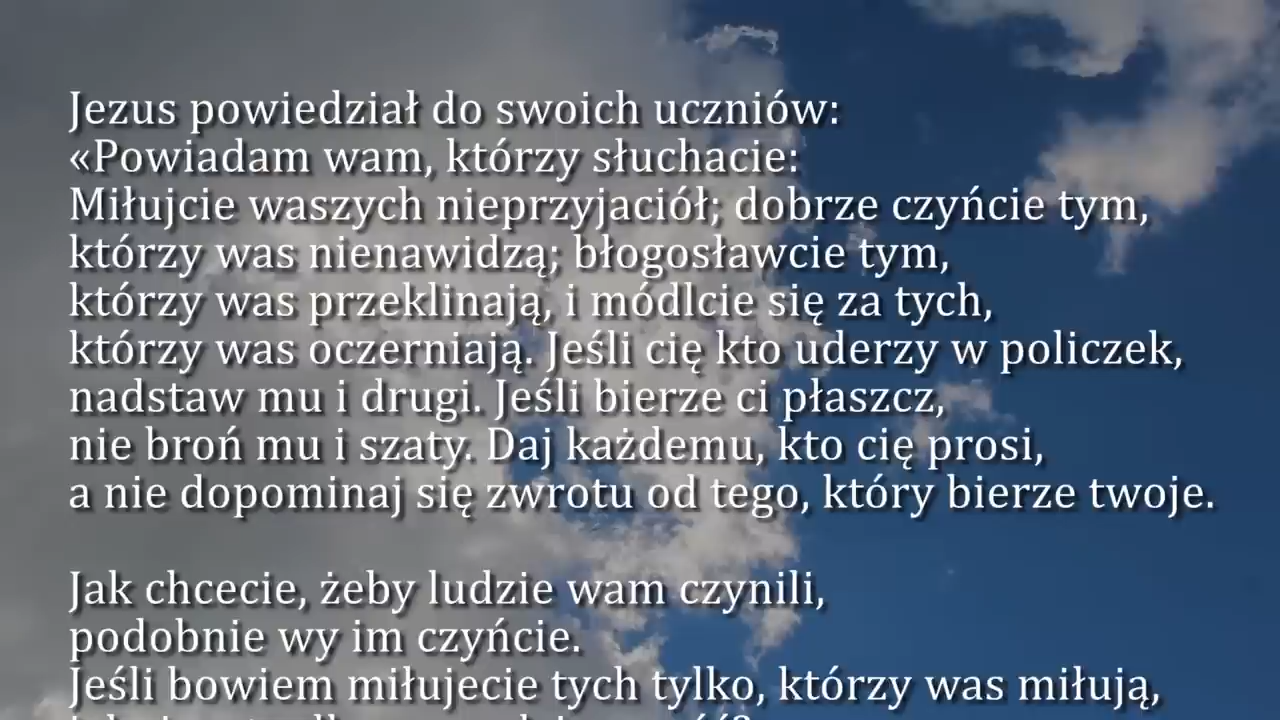 Jezus powiedział do swoich uczniów:
«Powiadam wam, którzy słuchacie:
Miłujcie waszych nieprzyjaciół; dobrze czyńcie tym,
którzy was nienawidzą; błogosławcie tym,
którzy was przeklinają, i módlcie się za tych,
którzy was oczerniają. Jeśli cię kto uderzy w policzek,
nadstaw mu i drugi. Jeśli bierze ci płaszcz,
nie broń mu i szaty. Daj każdemu, kto cię prosi,
a nie dopominaj się zwrotu od tego, który bierze twoje.
Jak chcecie, żeby ludzie wam czynili,
podobnie wy im czyńcie.
Jeśli bowiem miłujecie tych tylko, którzy was miłują,